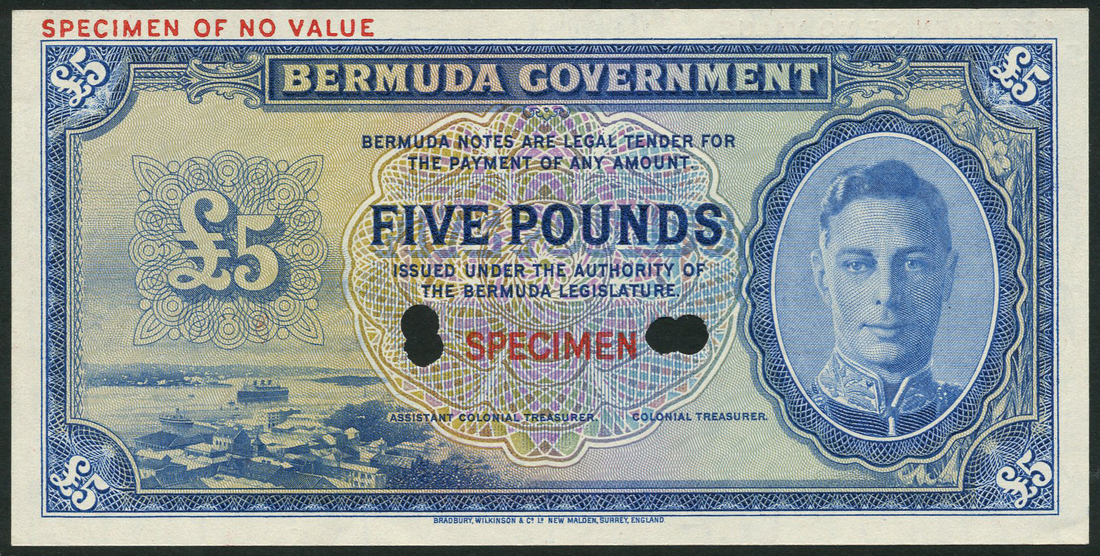 SPECIMEN OF NO VALUE
£5
£5
BERMUDA GOVERNMENT
BERMUDA NOTES ARE LEGAL TENDER FOR
THE PAYMENT OF ANY AMOUNT.
£5
FIVE POUNDS
ISSUED UNDER THE AUTHORITY OF
THE BERMUDA LEGISLATURE
SPECIMEN
ASSISTANT COLONIAL TREASURER. COLONIAL TREASURER.
£5
£5
BRADBURY, WILKINSON & Cº Lº NEW MALDEN, SURREY, ENGLAND.